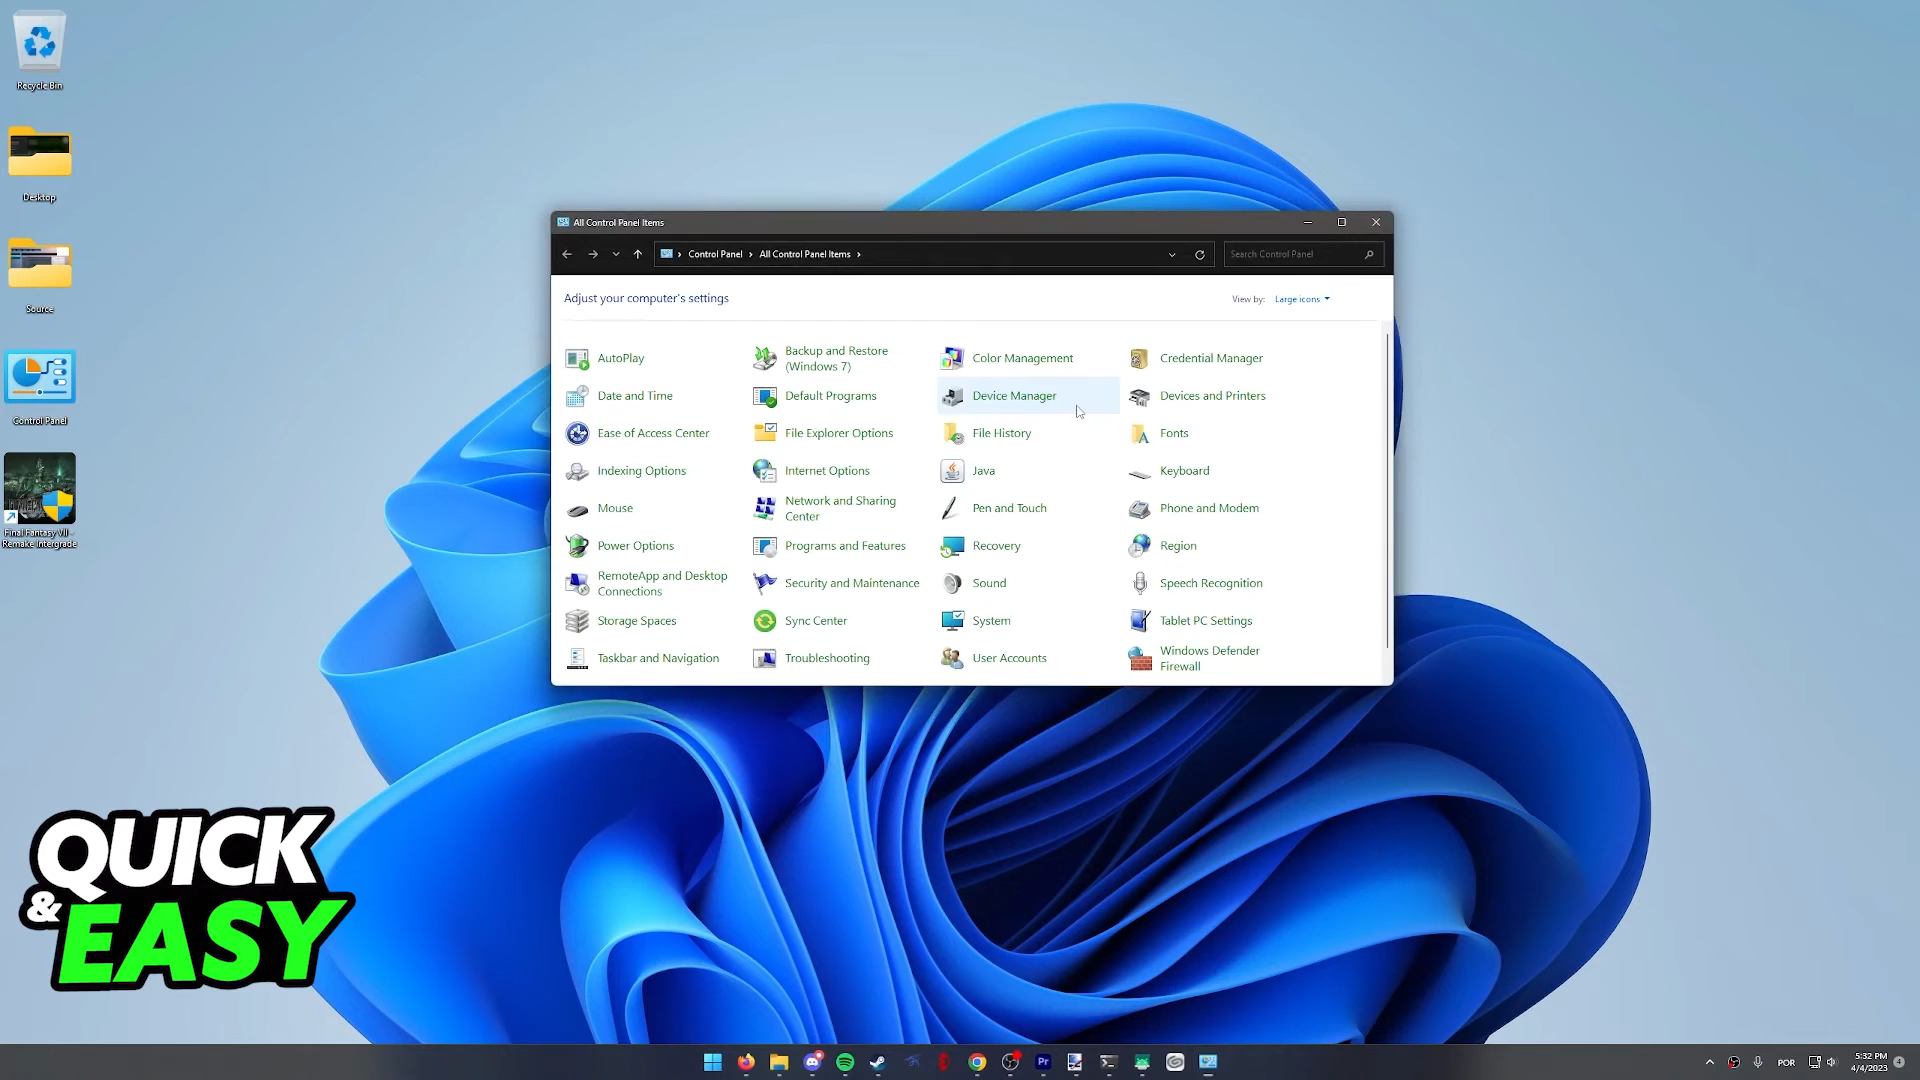 Recycle Bin
Desktop
Source
Control Panel
Final Fantasy VII -
Remake Intergrade
All Control Panel Items
Control Panel
All Control Panel Items
Search Control Panel
Adjust your computer's settings
View by:
Large icons
AutoPlay
Backup and Restore
(Windows 7)
Color Management
Credential Manager
Date and Time
Default Programs
Device Manager
Devices and Printers
Ease of Access Center
File Explorer Options
File History
Fonts
Indexing Options
Internet Options
Java
Keyboard
Mouse
Network and Sharing
Center
Pen and Touch
Phone and Modem
Power Options
Programs and Features
Recovery
Region
RemoteApp and Desktop
Connections
Security and Maintenance
Sound
Speech Recognition
Storage Spaces
Sync Center
System
Tablet PC Settings
Taskbar and Navigation
Troubleshooting
User Accounts
Windows Defender
Firewall
QUICK
& EASY
Pr
POR
5:32 PM
4/4/2023
4